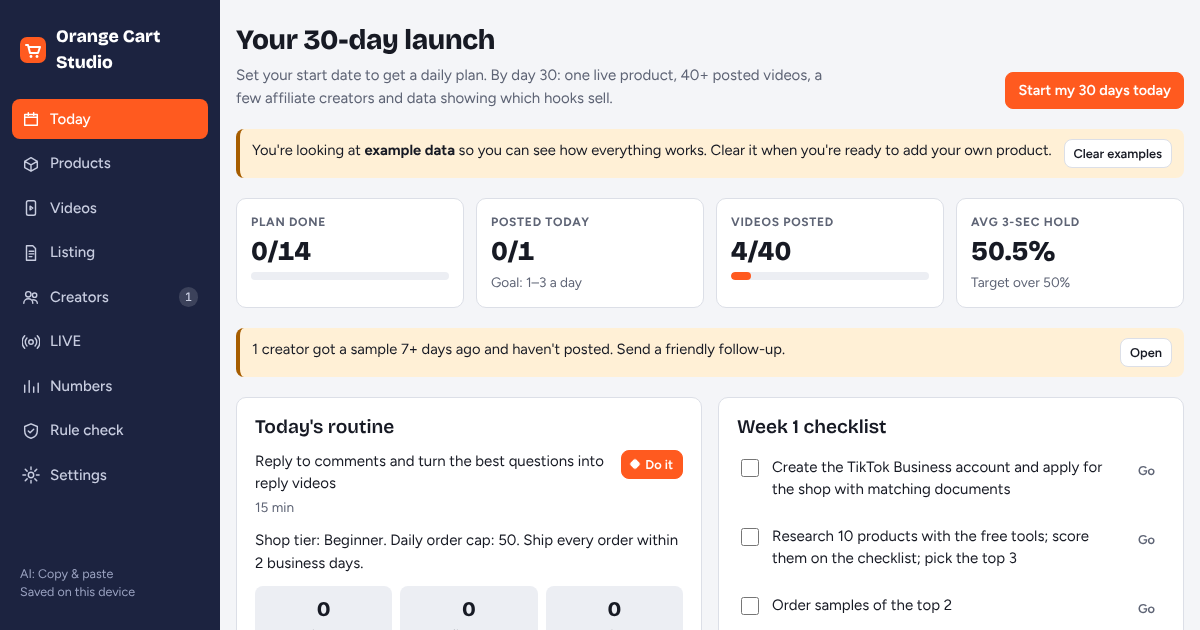 Orange Cart
Studio
Today
Products
Videos
Listing
Creators
1
LIVE
Numbers
Rule check
Settings
AI: Copy & paste
Saved on this device
Your 30-day launch
Set your start date to get a daily plan. By day 30: one live product, 40+ posted videos, a
few affiliate creators and data showing which hooks sell.
Start my 30 days today
You're looking at example data so you can see how everything works. Clear it when you're ready to add your own product.
Clear examples
PLAN DONE
0/14
POSTED TODAY
0/1
Goal: 1–3 a day
VIDEOS POSTED
4/40
AVG 3-SEC HOLD
50.5%
Target over 50%
1 creator got a sample 7+ days ago and haven't posted. Send a friendly follow-up.
Open
Today's routine
Reply to comments and turn the best questions into
reply videos
Do it
15 min
Shop tier: Beginner. Daily order cap: 50. Ship every order within
2 business days.
0
0
0
Week 1 checklist
Create the TikTok Business account and apply for
the shop with matching documents
Go
Research 10 products with the free tools; score
them on the checklist; pick the top 3
Go
Order samples of the top 2
Go